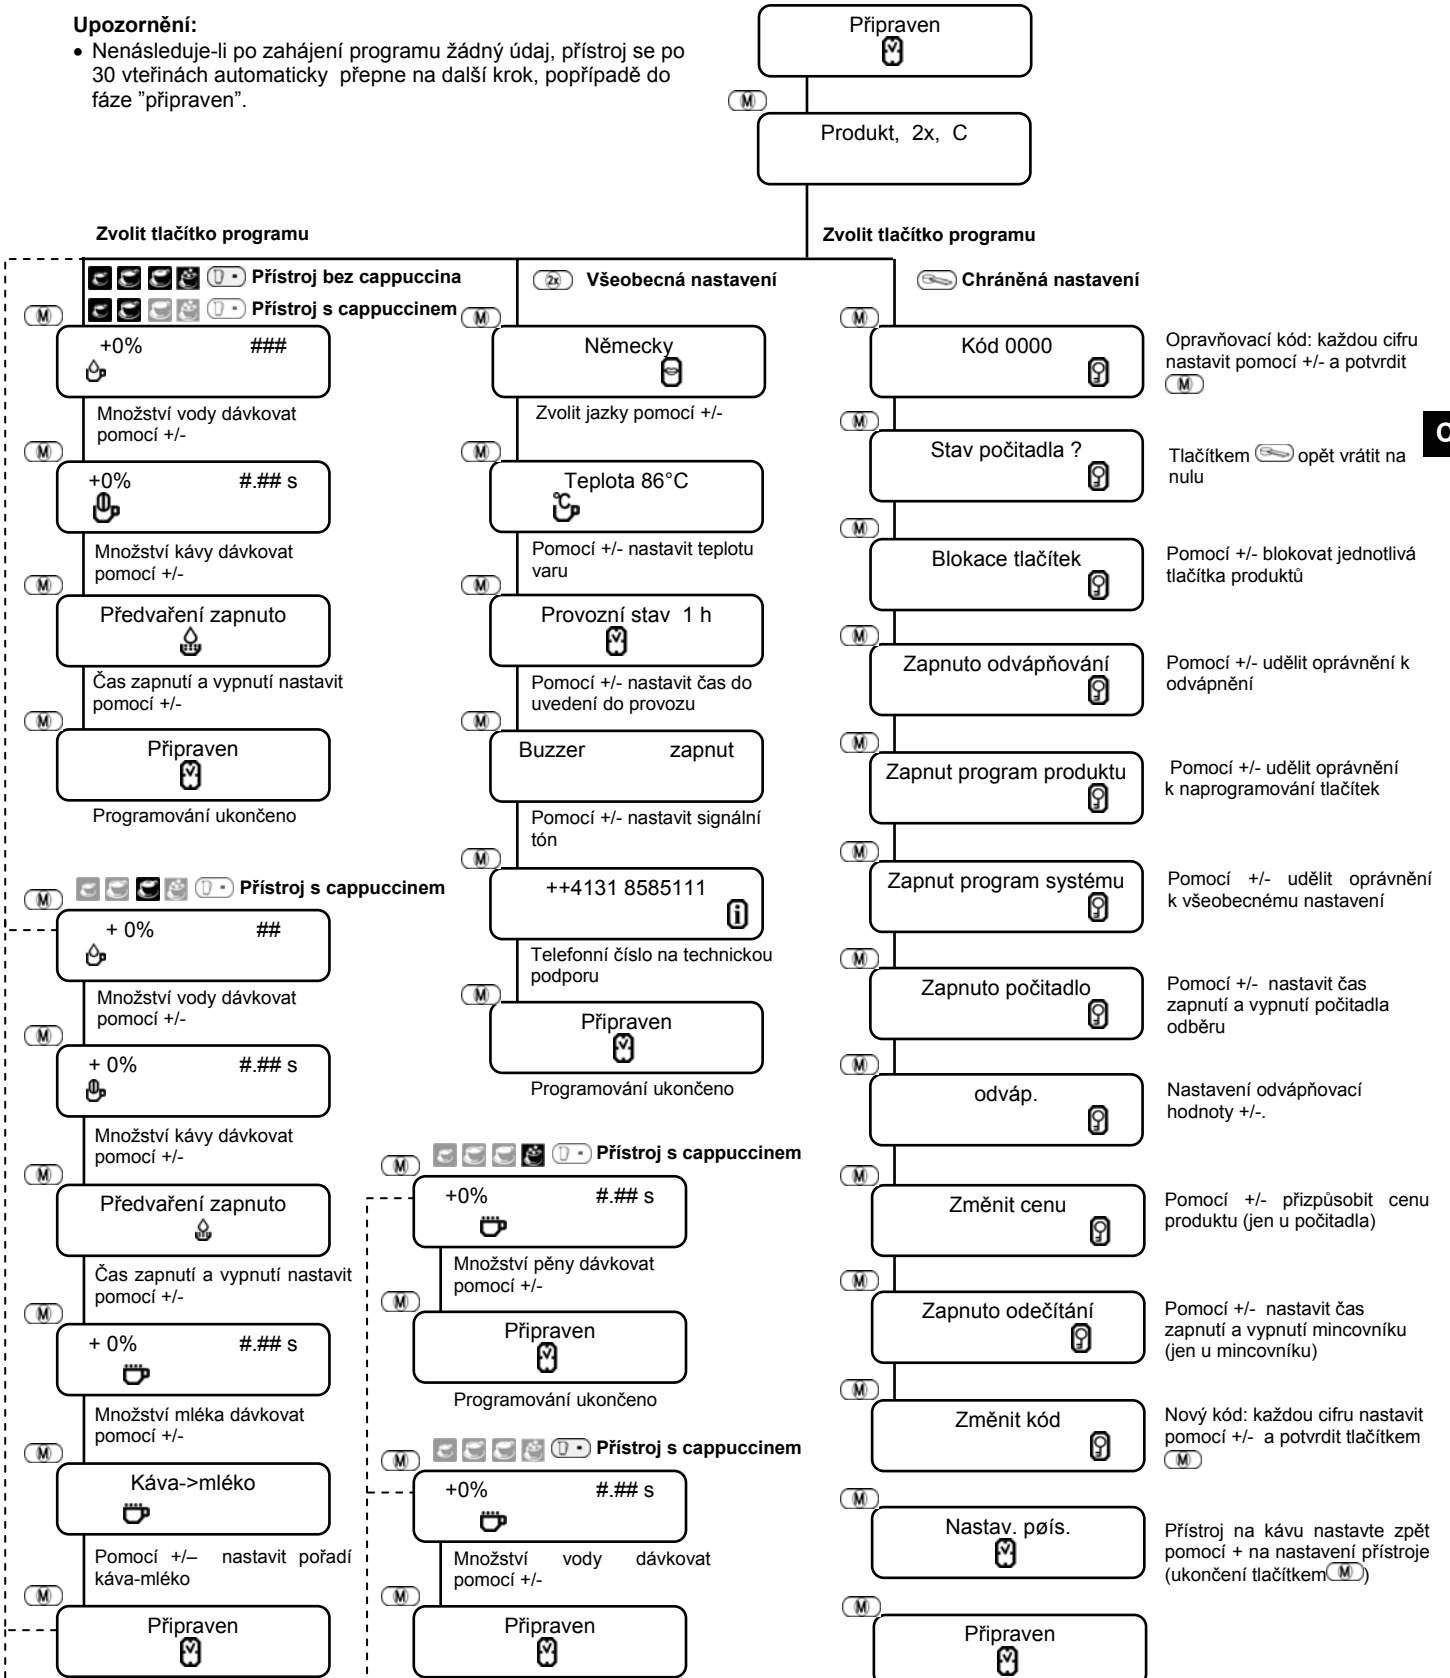 Upozornění:
• Nenásleduje-li po zahájení programu žádný údaj, přístroj se po
30 vteřinách automaticky přepne na další krok, popřípadě do
fáze ”připraven”.
Připraven
M
Produkt, 2x, C
Zvolit tlačítko programu
Zvolit tlačítko programu
Přístroj bez cappuccina
Přístroj s cappuccinem
M
+0% ###
Množství vody dávkovat
pomocí +/-
M
+0% #.## s
Množství kávy dávkovat
pomocí +/-
M
Předvaření zapnuto
Čas zapnutí a vypnutí nastavit
pomocí +/-
M
Připraven
Programování ukončeno
M
Přístroj s cappuccinem
+ 0% ##
Množství vody dávkovat
pomocí +/-
M
+ 0% #.## s
Množství kávy dávkovat
pomocí +/-
M
Předvaření zapnuto
Čas zapnutí a vypnutí nastavit
pomocí +/-
M
+ 0% #.## s
Množství mléka dávkovat
pomocí +/-
M
Káva->mléko
Pomocí +/– nastavit pořadí
káva-mléko
M
Připraven
2x Všeobecná nastavení
M
Německy
Zvolit jazky pomocí +/-
M
Teplota 86°C
°C
Pomocí +/- nastavit teplotu
varu
M
Provozní stav 1 h
Pomocí +/- nastavit čas do
uvedení do provozu
M
Buzzer zapnut
Pomocí +/- nastavit signální
tón
M
++4131 8585111
i
Telefonní číslo na technickou
podporu
M
Připraven
Programování ukončeno
M
Přístroj s cappuccinem
+0% #.## s
Množství pěny dávkovat
pomocí +/-
M
Připraven
Programování ukončeno
M
Přístroj s cappuccinem
+0% #.## s
Množství vody dávkovat
pomocí +/-
M
Připraven
Chráněná nastavení
M
Kód 0000
Opravňovací kód: každou cifru
nastavit pomocí +/- a potvrdit
M
M
Stav počitadla ?
Tlačítkem opět vrátit na
nulu
M
Blokace tlačítek
Pomocí +/- blokovat jednotlivá
tlačítka produktů
M
Zapnuto odvápňování
Pomocí +/- udělit oprávnění k
odvápnění
M
Zapnut program produktu
Pomocí +/- udělit oprávnění
k naprogramování tlačítek
M
Zapnut program systému
Pomocí +/- udělit oprávnění
k všeobecnému nastavení
M
Zapnuto počitadlo
Pomocí +/- nastavit čas
zapnutí a vypnutí počitadla
odběru
M
odváp.
Nastavení odvápňovací
hodnoty +/-.
M
Změnit cenu
Pomocí +/- přizpůsobit cenu
produktu (jen u počitadla)
M
Zapnuto odečítání
Pomocí +/- nastavit čas
zapnutí a vypnutí mincovníku
(jen u mincovníku)
M
Změnit kód
Nový kód: každou cifru nastavit
pomocí +/- a potvrdit tlačítkem
M
M
Nastav. pøís.
Přístroj na kávu nastavte zpět
pomocí + na nastavení přístroje
(ukončení tlačítkem M )
M
Připraven